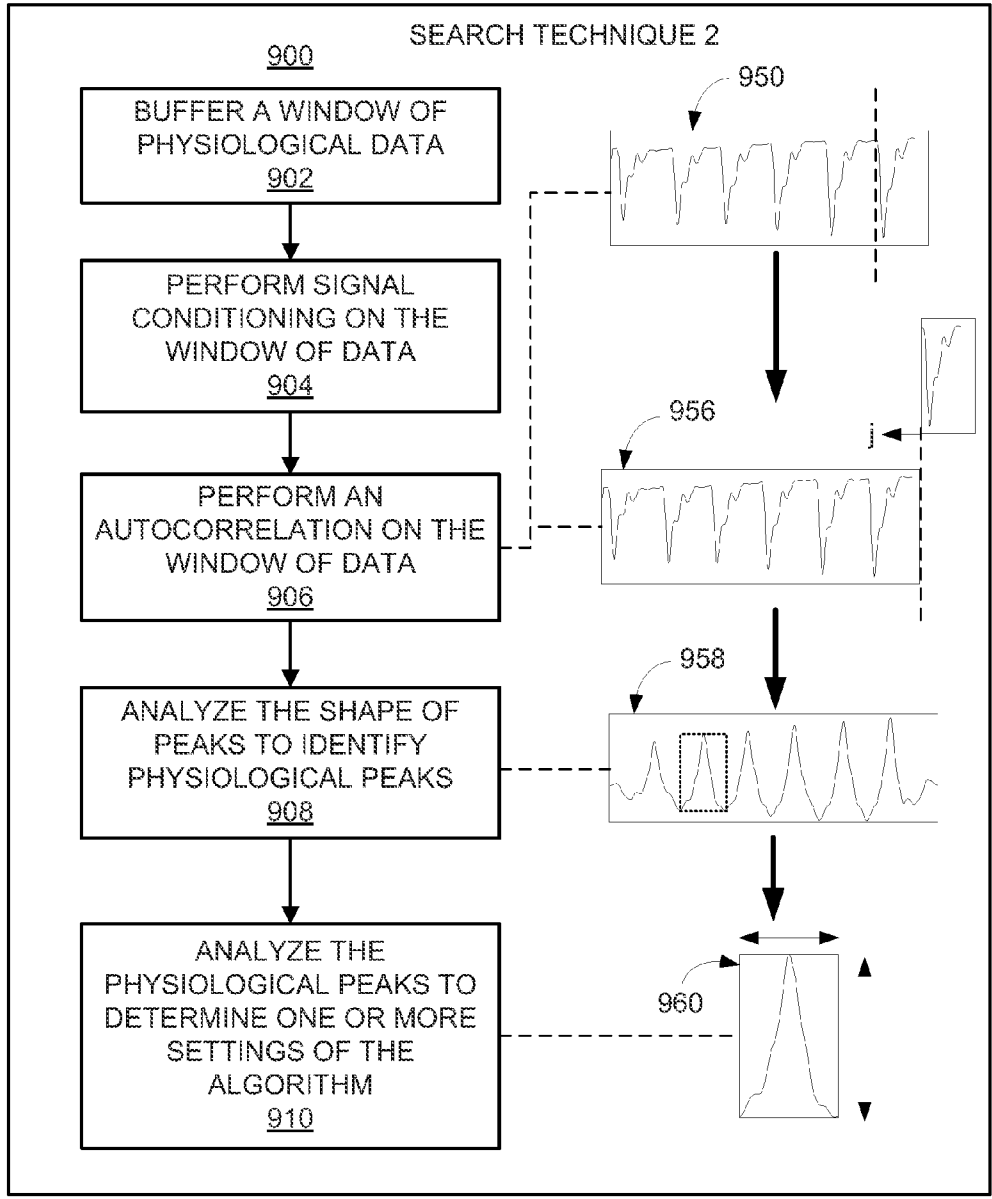 SEARCH TECHNIQUE 2
900
BUFFER A WINDOW OF
PHYSIOLOGICAL DATA
902
PERFORM SIGNAL
CONDITIONING ON THE
WINDOW OF DATA
904
PERFORM AN
AUTOCORRELATION ON THE
WINDOW OF DATA
906
ANALYZE THE SHAPE OF
PEAKS TO IDENTIFY
PHYSIOLOGICAL PEAKS
908
ANALYZE THE
PHYSIOLOGICAL PEAKS TO
DETERMINE ONE OR MORE
SETTINGS OF THE
ALGORITHM
910
950
956
j
958
960